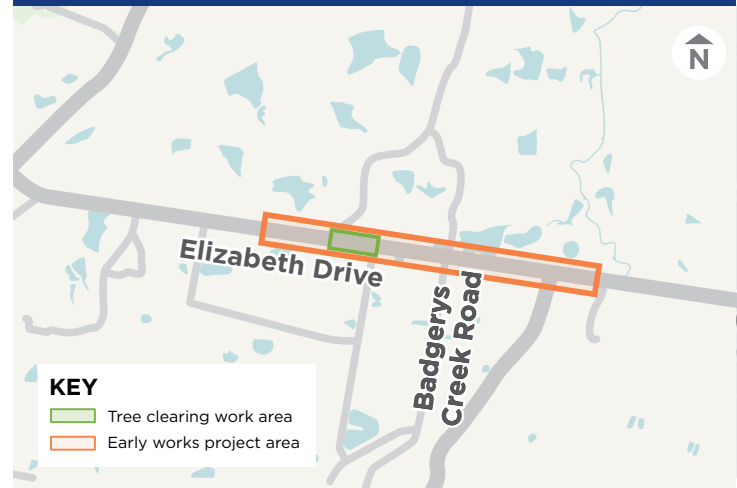 N
Elizabeth Drive
Badgerys
Creek Road
KEY
Tree clearing work area
Early works project area